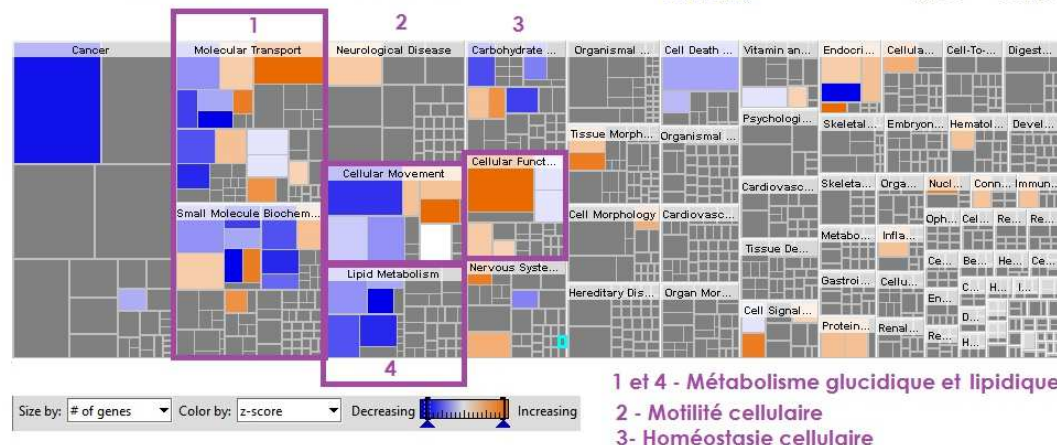 1 2 3
Cancer Molecular Transport Neurological Disease Carbohydrate ... Organismal ... Cell Death ... Vitamin an... Endocri... Cellula... Cell-To-... Digest...
Psychologi... Skeletal... Embryon... Hematol... Devel...
Tissue Morph... Organismal ...
Cellular Funct...
Cellular Movement
Cardiovasc... Skeleta... Orga... Nucl... Conn... Immun...
Small Molecule Biochem... Cell Morphology Cardiovasc... Oph... Cel... Re... Re...
Metabo... Infla...
Tissue De...
Ce... Be... He... Ce...
Lipid Metabolism Nervous Syste... Gastroi... Cellu...
Hereditary Dis... Organ Mor... C... H... I...
En...
Cell Signal... D...
Protein... Renal... Re... H...
4
1 et 4 - Métabolisme glucidique et lipidique
Size by: # of genes Color by: z-score Decreasing Increasing
2 - Motilité cellulaire
3- Homéostasie cellulaire